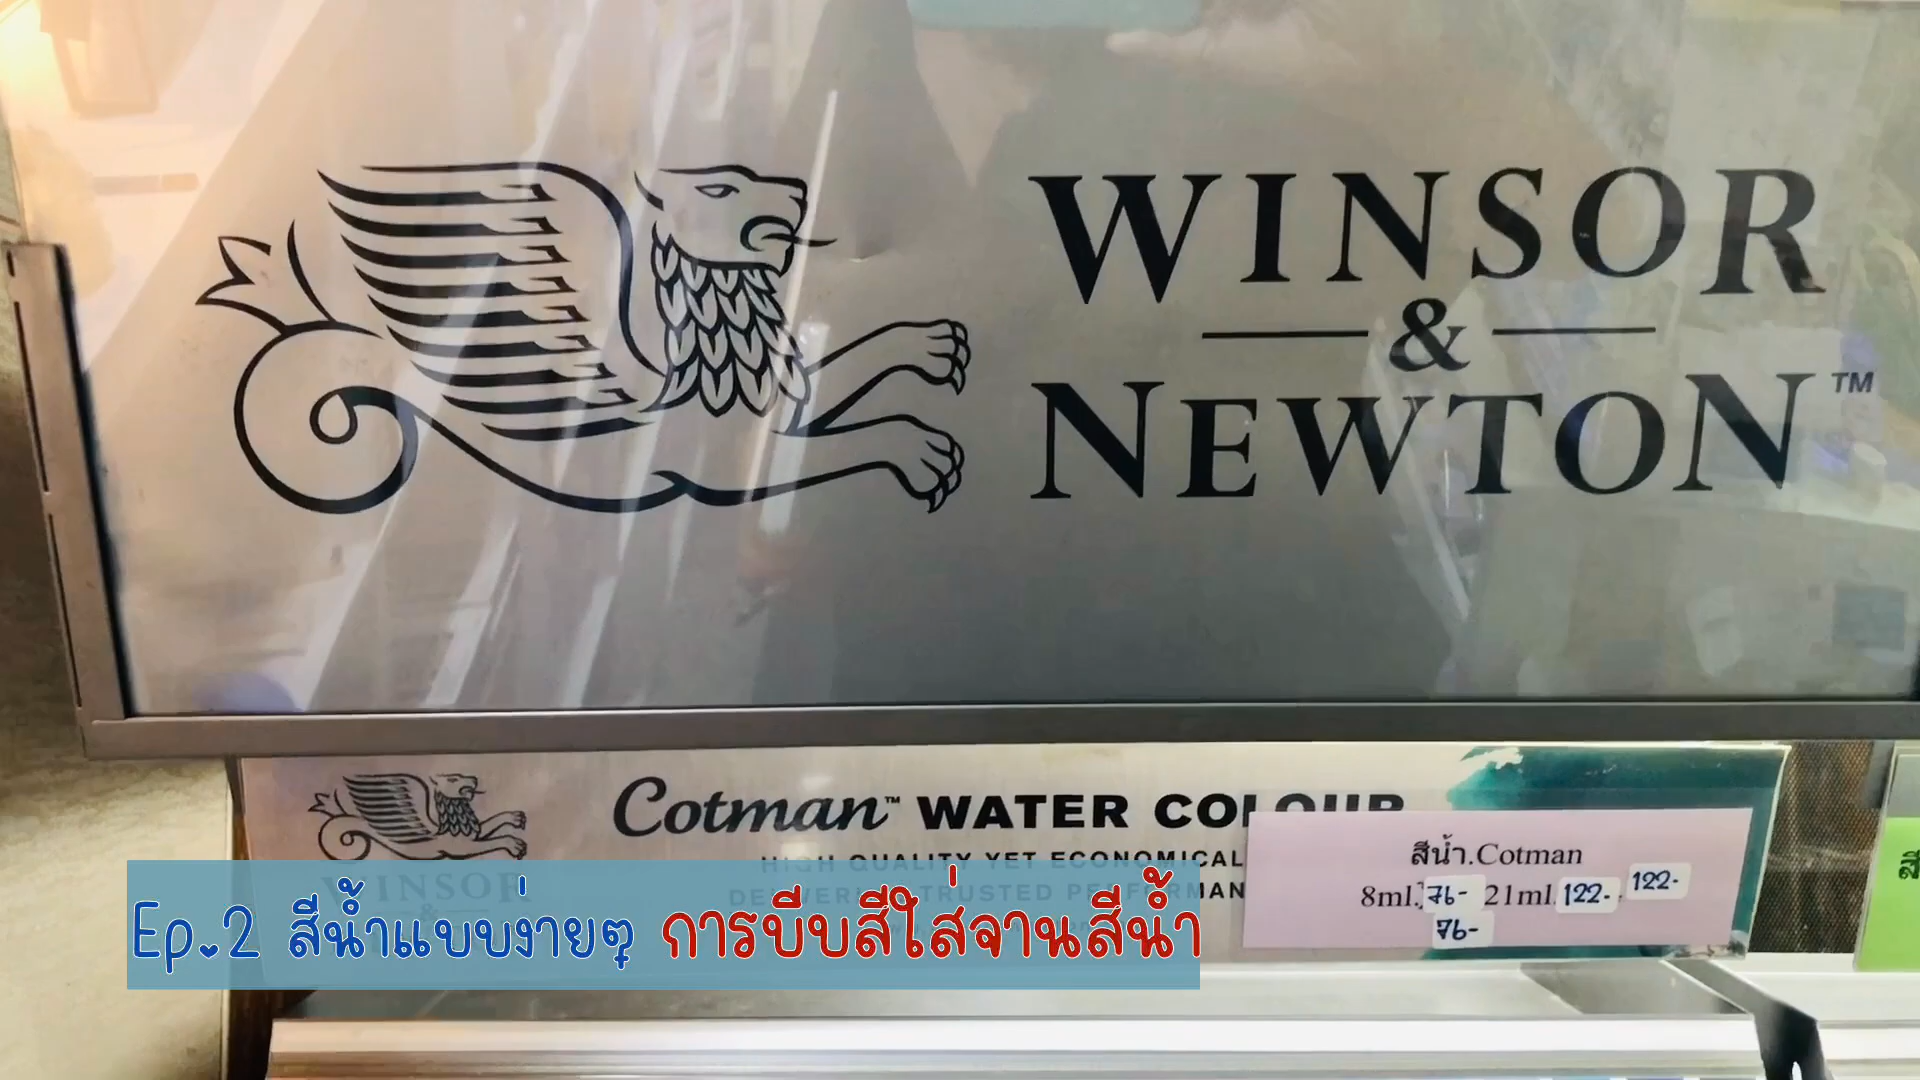 WINSOR
&
NEWTON™
Cotman™ WATER COLOUR
HIGH QUALITY YET ECONOMICAL
WINSOR
สีน้ำ.Cotman
8ml. 76- 21ml. 122- 122-
76-
Ep.2 สีน้ำแบบง่ายๆ การบีบสีใส่จานสีน้ำ